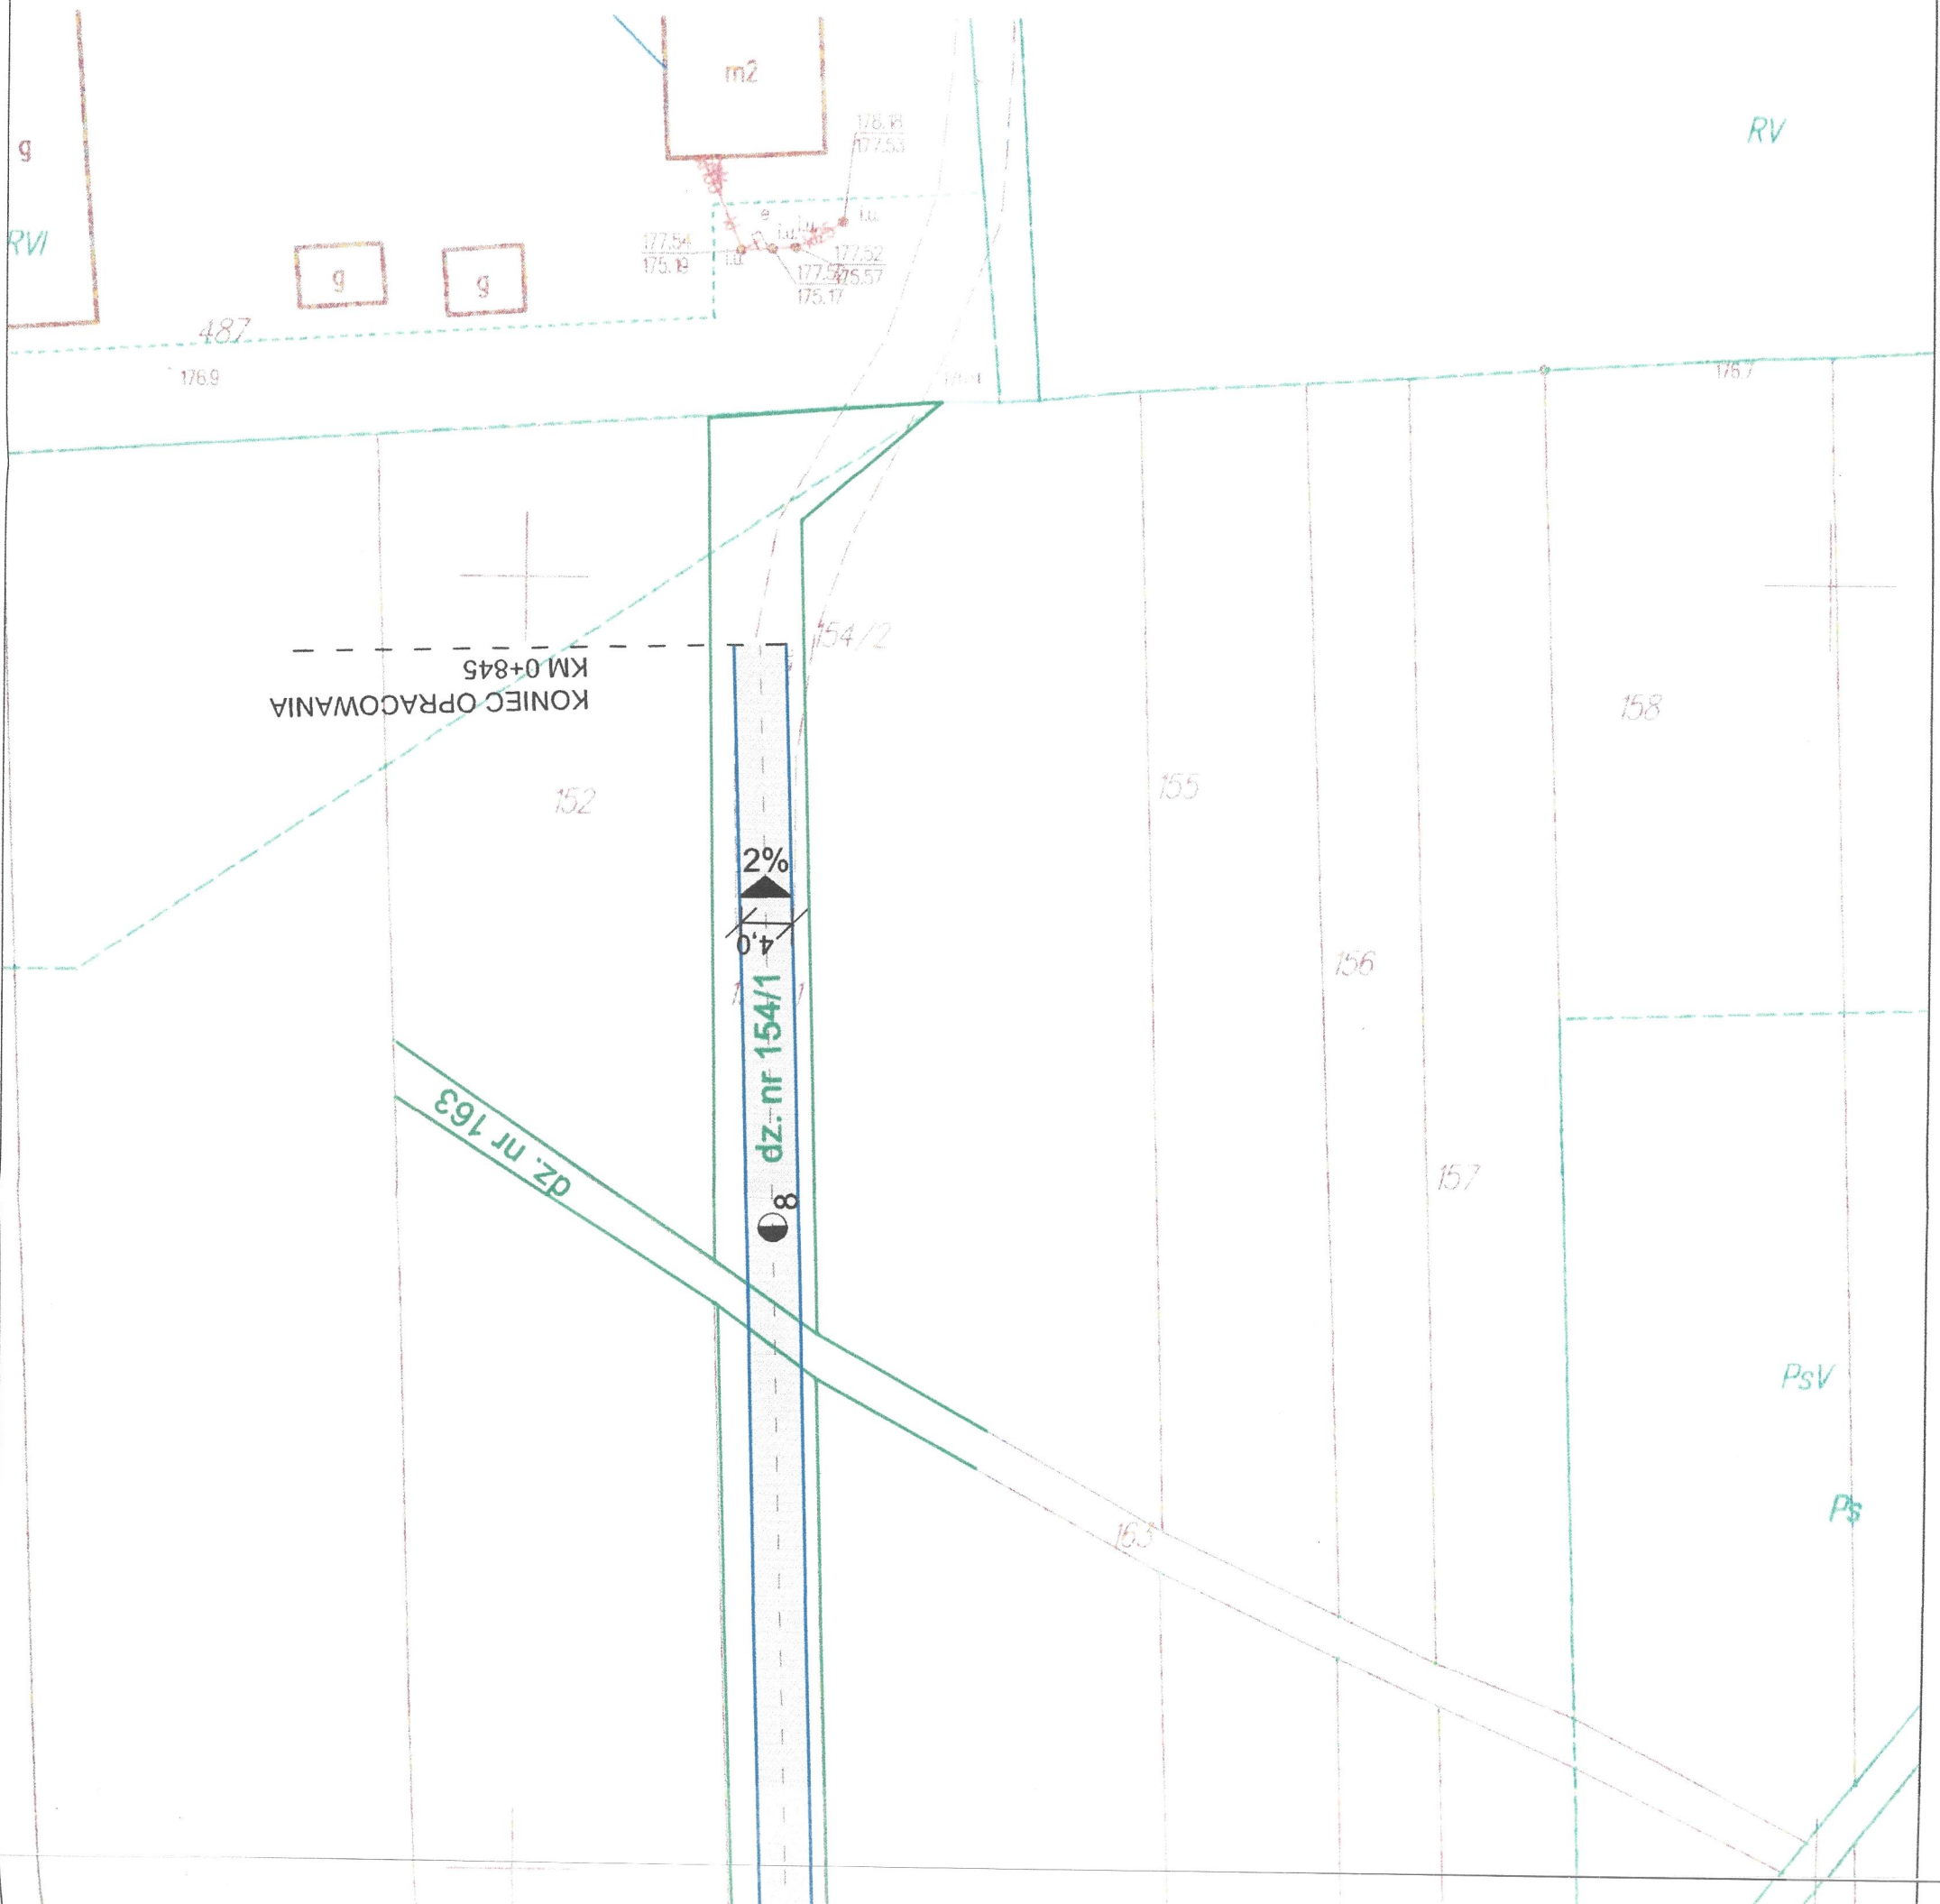 m2
g
RV
178.18
177.53
RVI
e
i.u.
i.u.
177.54
175.19
i.u.
177.52
175.57
175.17
g
g
487
176.9
176.7
154/2
KONIEC OPRACOWANIA
KM 0+845
158
152
155
2%
4,0
156
dz. nr 154/1
dz. nr 163
157
8
PsV
Ps
163